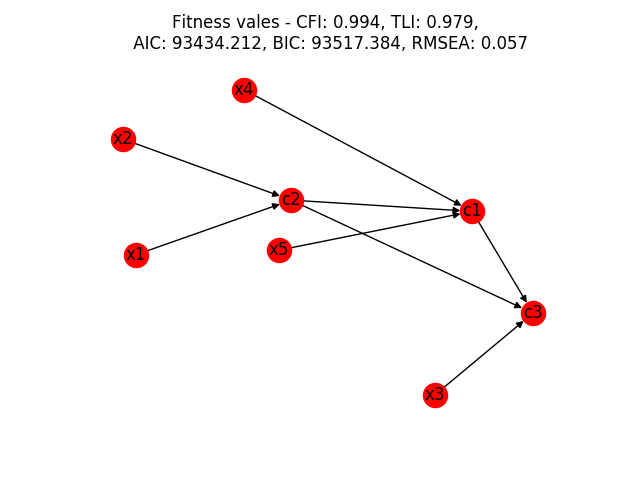 Fitness vales - CFI: 0.994, TLI: 0.979,
AIC: 93434.212, BIC: 93517.384, RMSEA: 0.057
x4
x2
c2
c1
x5
x1
c3
x3